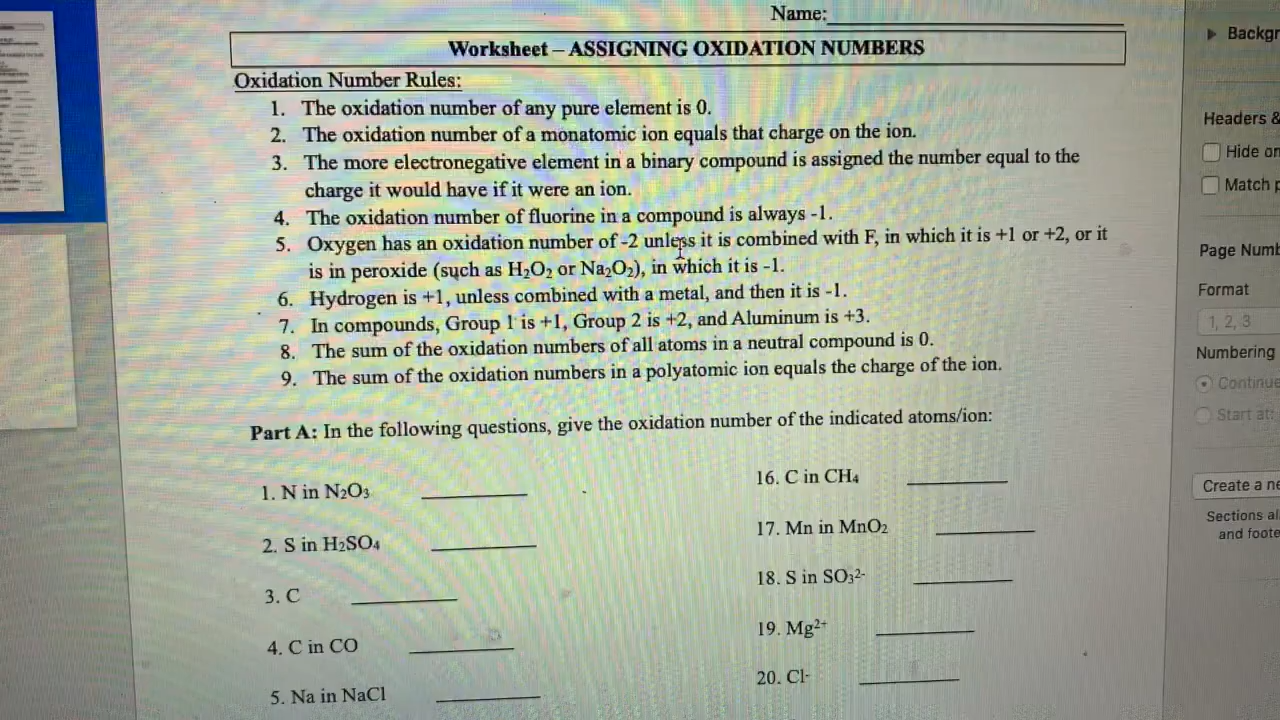 Name:
Worksheet – ASSIGNING OXIDATION NUMBERS
Oxidation Number Rules:
1. The oxidation number of any pure element is 0.
2. The oxidation number of a monatomic ion equals that charge on the ion.
3. The more electronegative element in a binary compound is assigned the number equal to the
charge it would have if it were an ion.
4. The oxidation number of fluorine in a compound is always -1.
5. Oxygen has an oxidation number of -2 unless it is combined with F, in which it is +1 or +2, or it
is in peroxide (such as H₂O₂ or Na₂O₂), in which it is -1.
6. Hydrogen is +1, unless combined with a metal, and then it is -1.
7. In compounds, Group 1 is +1, Group 2 is +2, and Aluminum is +3.
8. The sum of the oxidation numbers of all atoms in a neutral compound is 0.
9. The sum of the oxidation numbers in a polyatomic ion equals the charge of the ion.
Part A: In the following questions, give the oxidation number of the indicated atoms/ion:
1. N in N₂O₃
2. S in H₂SO₄
3. C
4. C in CO
5. Na in NaCl
16. C in CH₄
17. Mn in MnO₂
18. S in SO₃²⁻
19. Mg²⁺
20. Cl⁻
Backgr
Headers &
Hide on
Match p
Page Numb
Format
1, 2, 3
Numbering
Continue
Start at:
Create a ne
Sections al
and foote